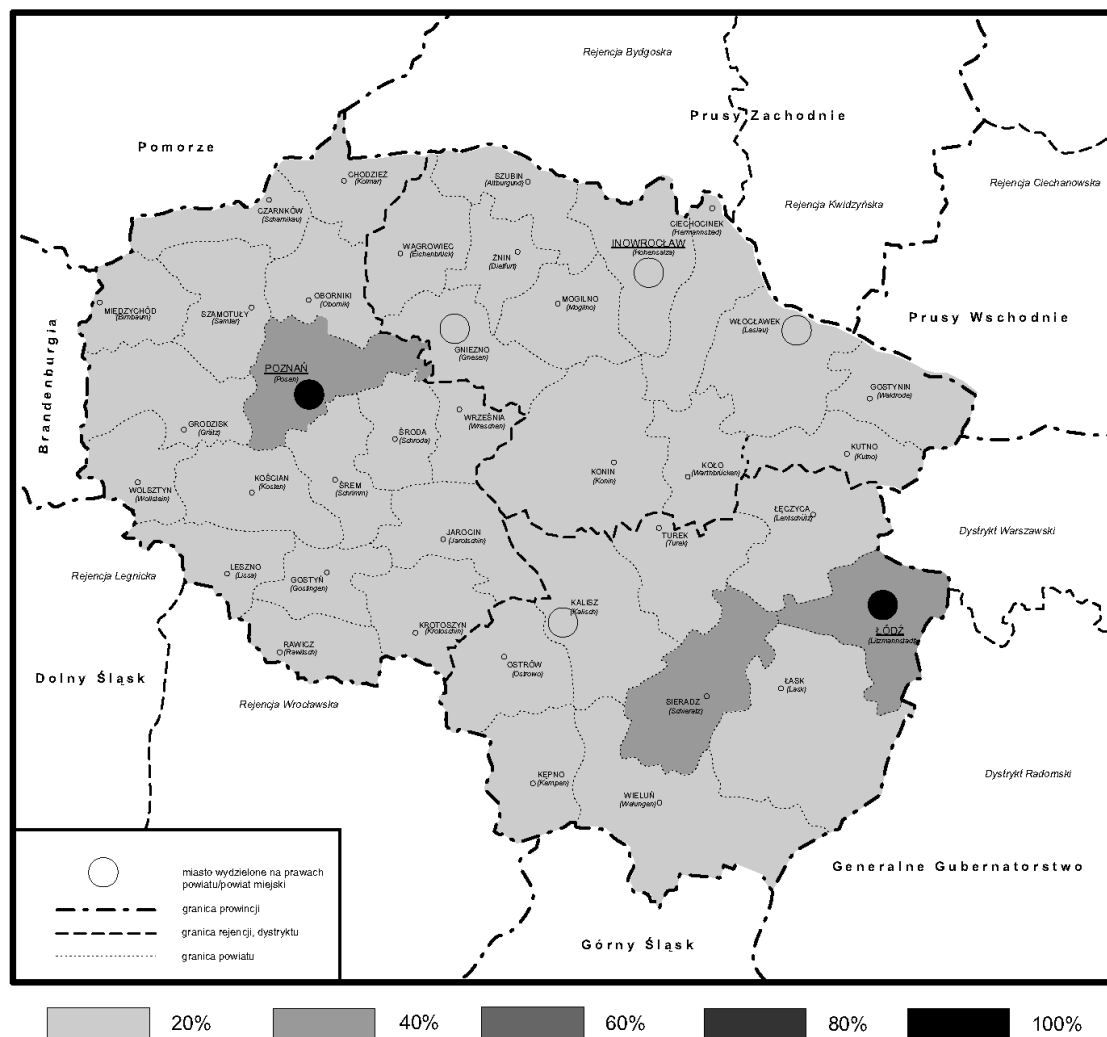 Rejencja Bydgoska
Prusy Zachodnie
Pomorze
CHODZIEŻ
(Kolmar)
SZUBIN
(Altburgund)
Rejencja Ciechanowska
CZARNKÓW
(Scharnikau)
Rejencja Kwidzyńska
CIECHOCINEK
(Hermannsbad)
WĄGROWIEC
(Eichenbrück)
ŻNIN
(Dietfurt)
INOWROCŁAW
(Hohensalza)
MIĘDZYCHÓD
(Birnbaum)
SZAMOTUŁY
(Samter)
OBORNIKI
(Obornik)
MOGILNO
(Mogilno)
WŁOCŁAWEK
(Leslau)
Prusy Wschodnie
Brandenburgia
GNIEZNO
(Gnesen)
POZNAŃ
(Posen)
GOSTYNIN
(Waldrode)
WRZEŚNIA
(Wreschen)
GRODZISK
(Grätz)
ŚRODA
(Schroda)
KUTNO
(Kutno)
WOLSZTYN
(Wollstein)
KOŚCIAN
(Kosten)
ŚREM
(Schrimm)
KONIN
(Konin)
KOŁO
(Warthbrücken)
ŁĘCZYCA
(Lentschütz)
JAROCIN
(Jarotschin)
TUREK
(Turek)
Dystrykt Warszawski
Rejencja Legnicka
LESZNO
(Lissa)
GOSTYŃ
(Gostingen)
KALISZ
(Kalisch)
KROTOSZYN
(Krotoschin)
ŁÓDŹ
(Litzmannstadt)
RAWICZ
(Rawitsch)
OSTRÓW
(Ostrowo)
Dolny Śląsk
Rejencja Wrocławska
SIERADZ
(Schieratz)
ŁASK
(Lask)
KĘPNO
(Kempen)
WIELUŃ
(Welungen)
Dystrykt Radomski
Generalne Gubernatorstwo
Górny Śląsk
miasto wydzielone na prawach
powiatu/powiat miejski
granica prowincji
granica rejencji, dystryktu
granica powiatu
20%
40%
60%
80%
100%